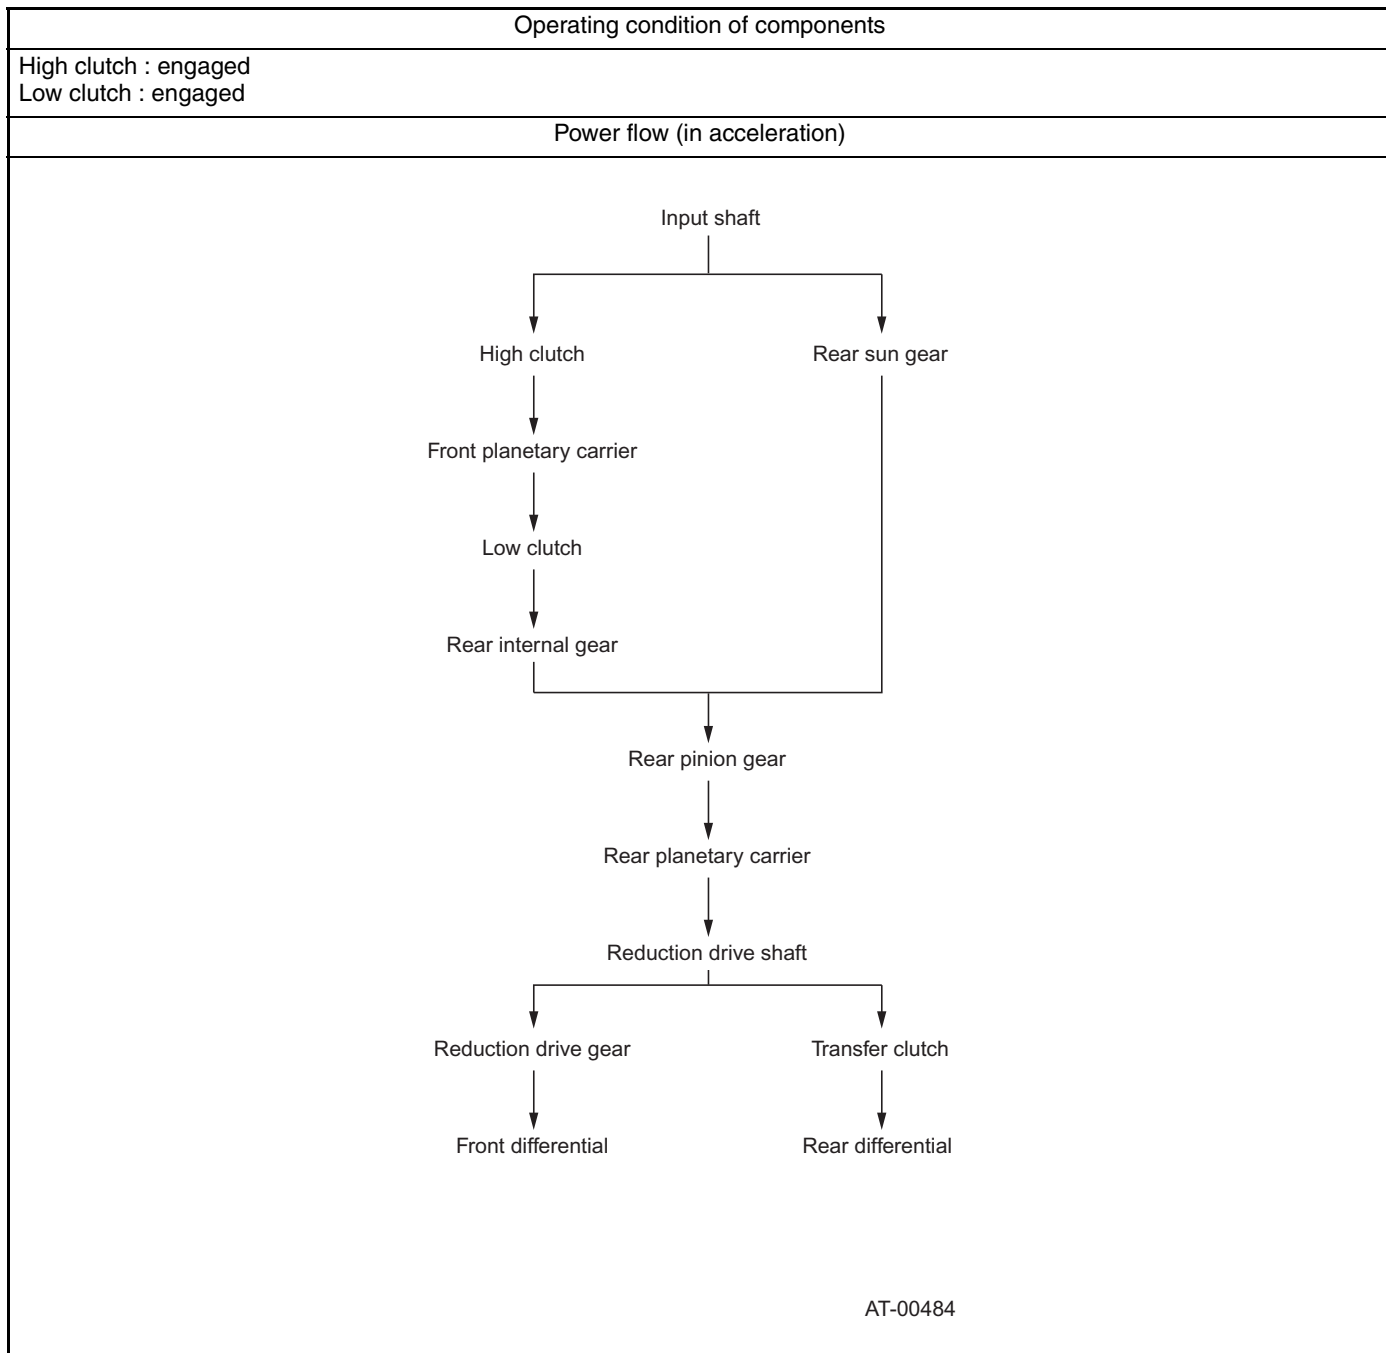 Operating condition of components
High clutch : engaged
Low clutch : engaged
Power flow (in acceleration)
Input shaft
High clutch
Rear sun gear
Front planetary carrier
Low clutch
Rear internal gear
Rear pinion gear
Rear planetary carrier
Reduction drive shaft
Reduction drive gear
Transfer clutch
Front differential
Rear differential
AT-00484